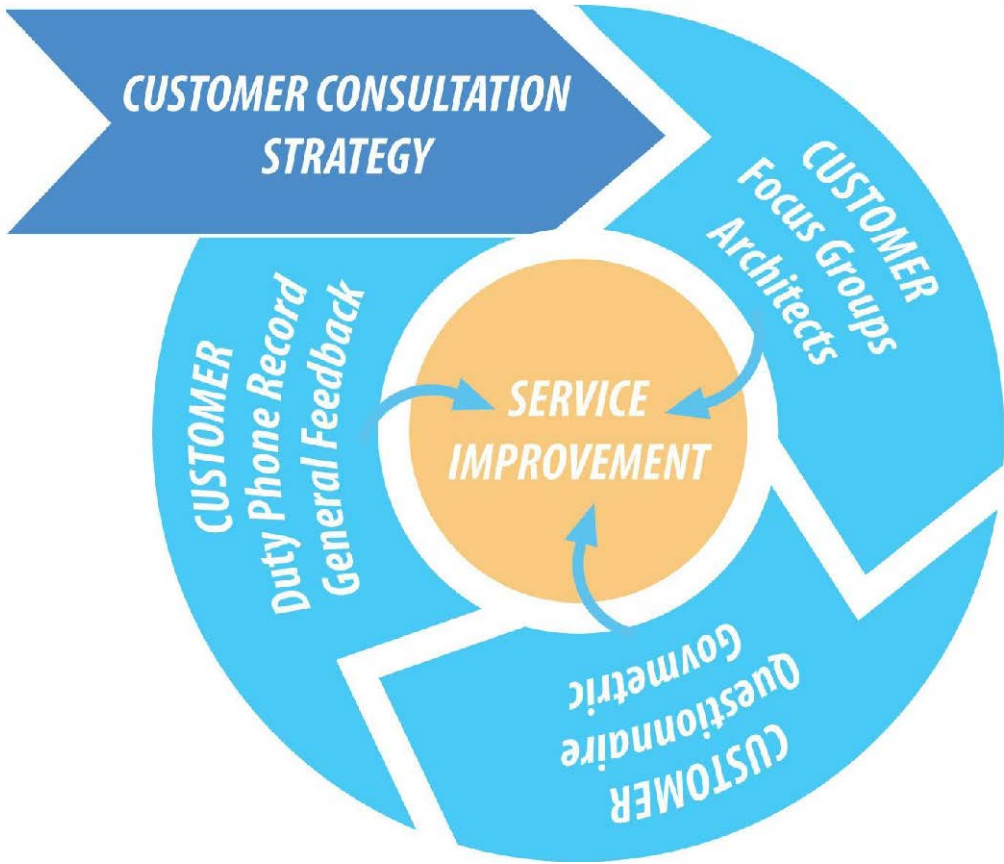 CUSTOMER CONSULTATION
STRATEGY
CUSTOMER
Focus Groups
Architects
CUSTOMER
Questionnaire
Govmetric
CUSTOMER
Duty Phone Record
General Feedback
SERVICE
IMPROVEMENT